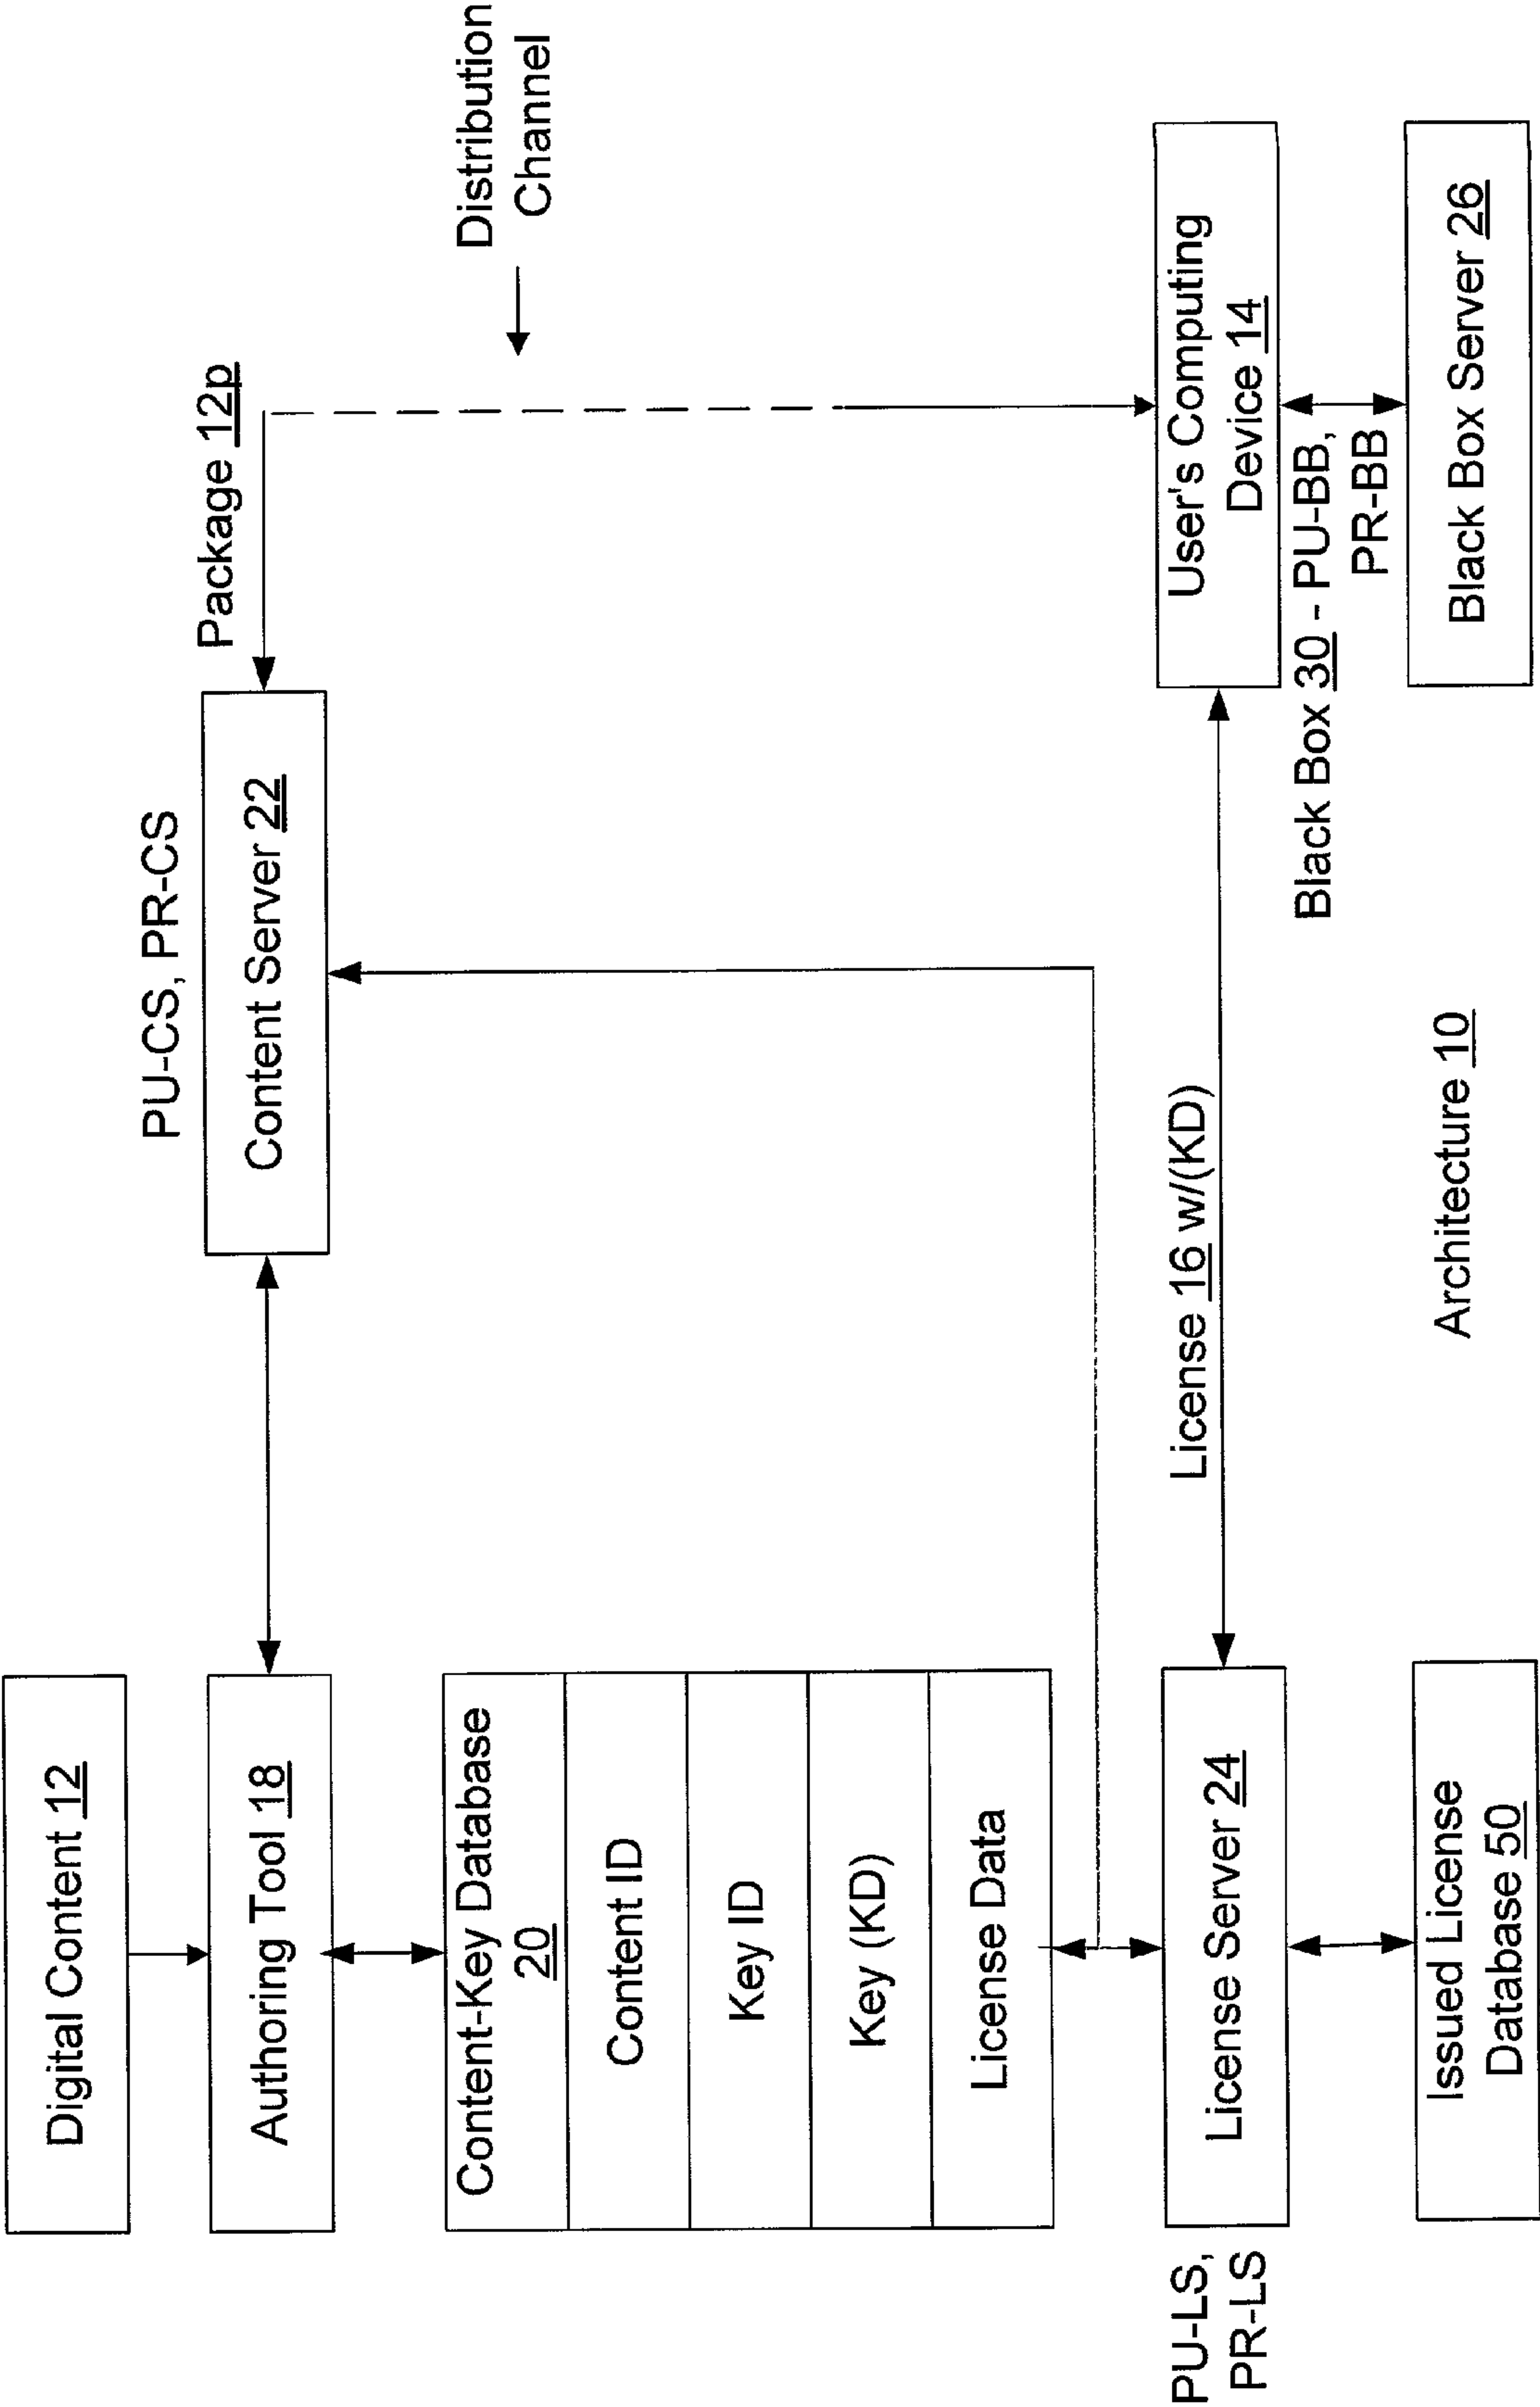 Digital Content 12
Authoring Tool 18
Content-Key Database
20
Content ID
Key ID
Key (KD)
License Data
PU-LS,
PR-LS
License Server 24
Issued License
Database 50
PU-CS, PR-CS
Content Server 22
Package 12p
Distribution
Channel
License 16 w/(KD)
User's Computing
Device 14
Black Box 30 - PU-BB,
PR-BB
Black Box Server 26
Architecture 10